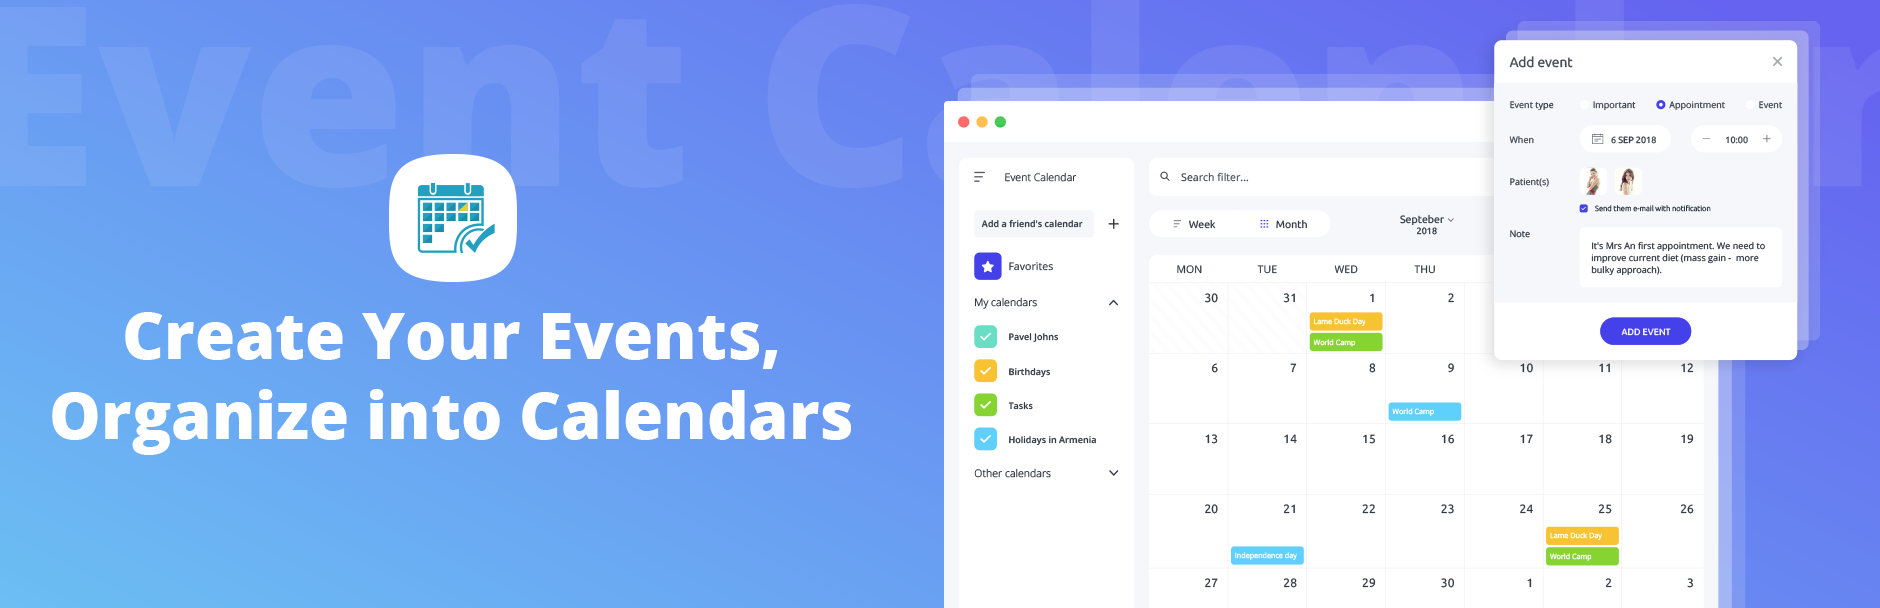 Event Calendar
Create Your Events,
Organize into Calendars
Event Calendar
Add a friend's calendar
Favorites
My calendars
Pavel Johns
Birthdays
Tasks
Holidays in Armenia
Other calendars
Search filter...
Week
Month
Septeber
2018
MON TUE WED THU
30 31 1 2
Lame Duck Day
World Camp
6 7 8 9 10 11 12
World Camp
13 14 15 16 17 18 19
20 21 22 23 24 25 26
Lame Duck Day
Independence day
World Camp
27 28 29 30 1 2 3
Add event
Event type Important Appointment Event
When 6 SEP 2018 10:00
Patient(s)
Send them e-mail with notification
Note
It's Mrs An first appointment. We need to
improve current diet (mass gain - more
bulky approach).
ADD EVENT